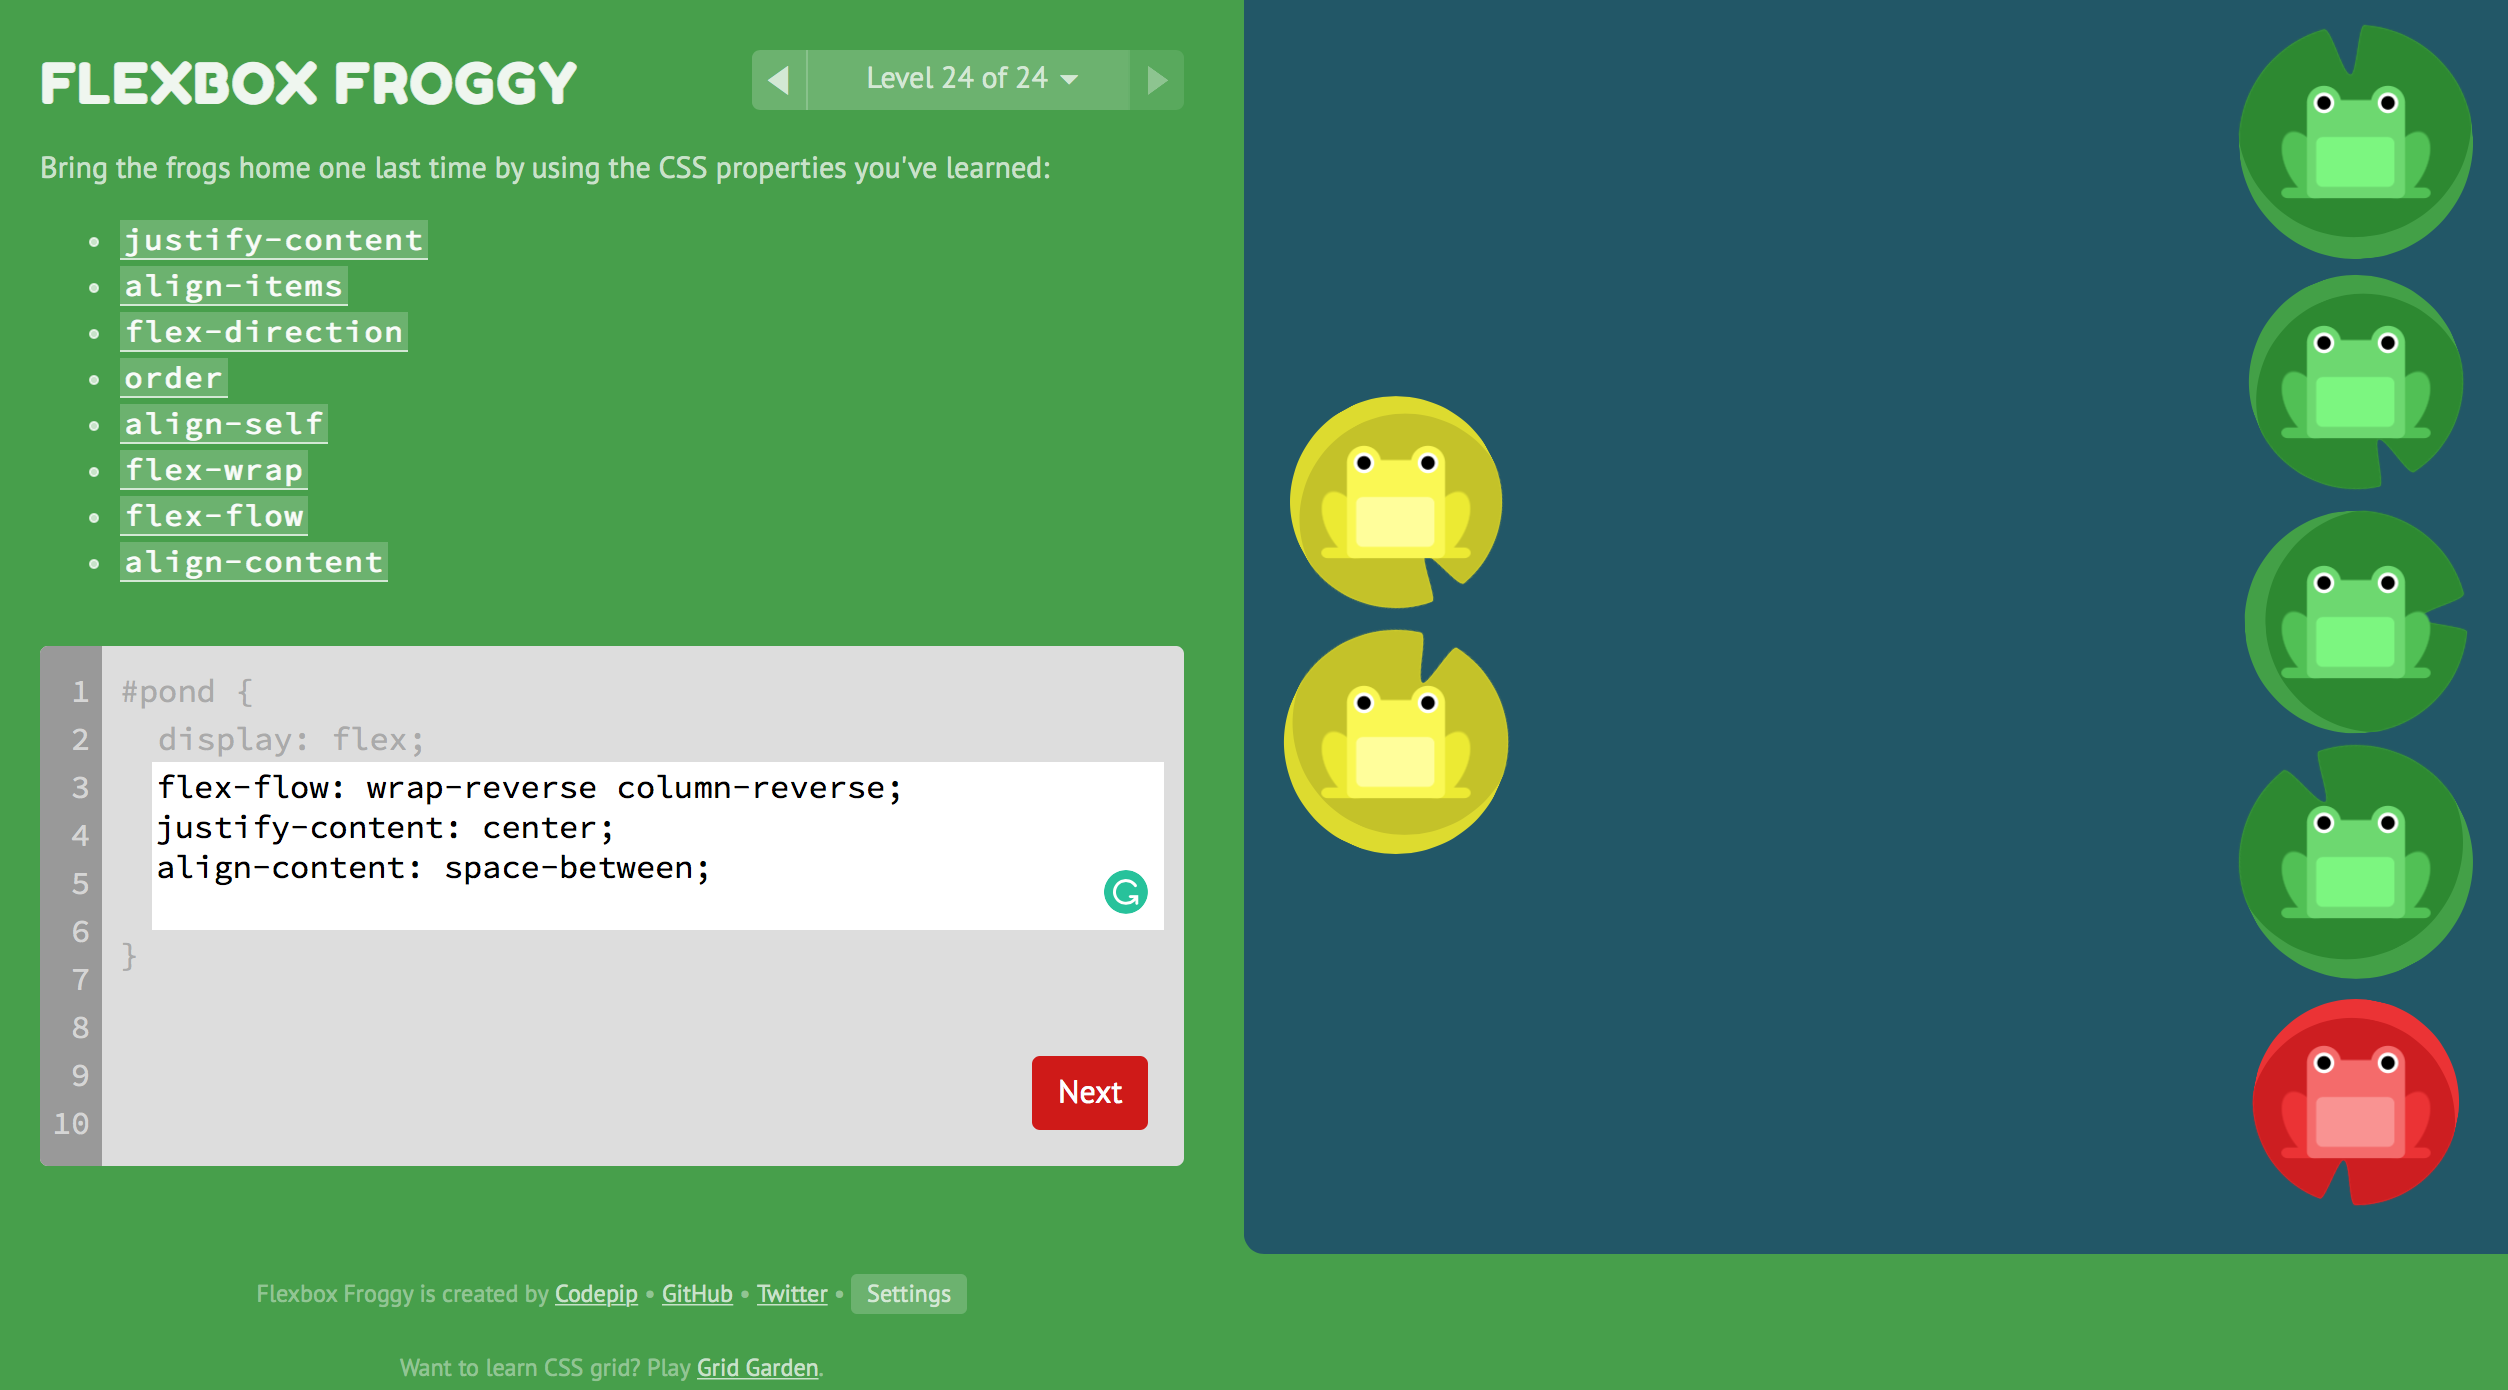 FLEXBOX FROGGY
Level 24 of 24
Bring the frogs home one last time by using the CSS properties you've learned:
justify-content
align-items
flex-direction
order
align-self
flex-wrap
flex-flow
align-content
1 #pond {
2 display: flex;
3 flex-flow: wrap-reverse column-reverse;
4 justify-content: center;
5 align-content: space-between;
6 }
7
8
9
10
Next
Flexbox Froggy is created by Codepip • GitHub • Twitter • Settings
Want to learn CSS grid? Play Grid Garden.